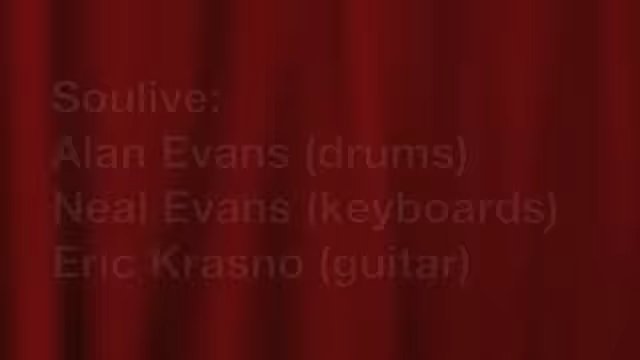 Soulive:
Alan Evans (drums)
Neal Evans (keyboards)
Eric Krasno (guitar)